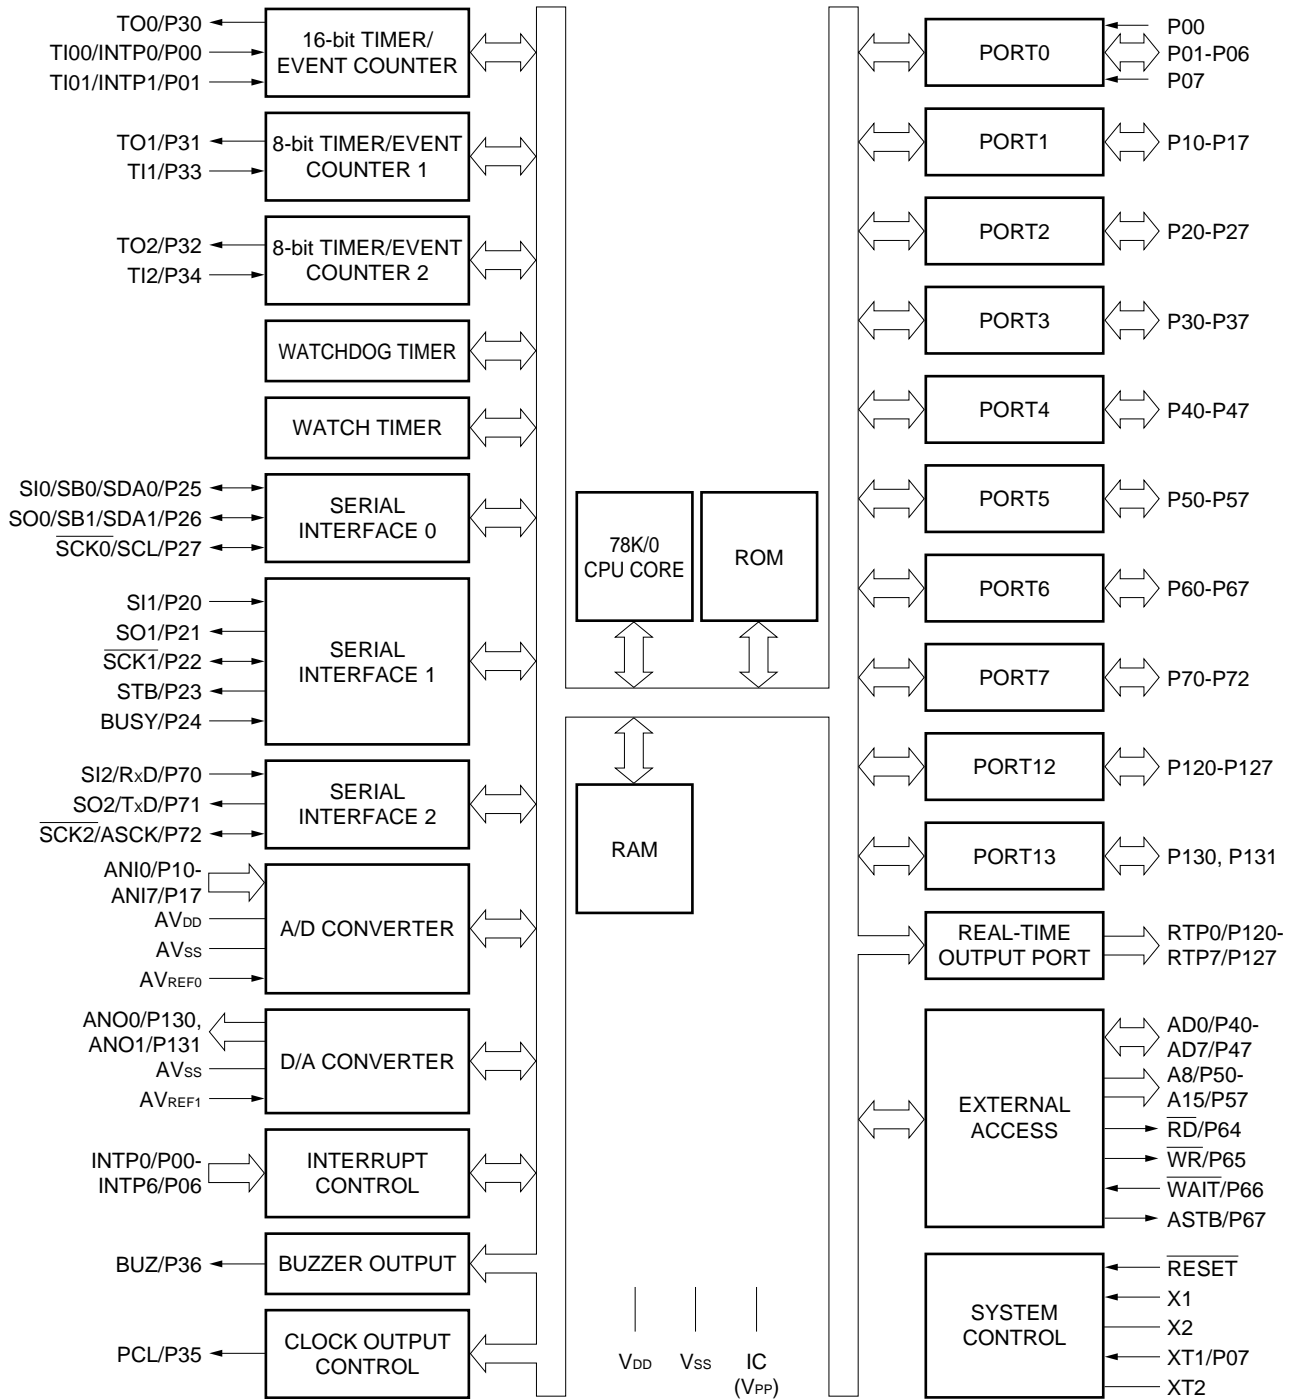 TO0/P30
TI00/INTP0/P00
TI01/INTP1/P01
16-bit TIMER/
EVENT COUNTER
TO1/P31
TI1/P33
8-bit TIMER/EVENT
COUNTER 1
TO2/P32
TI2/P34
8-bit TIMER/EVENT
COUNTER 2
WATCHDOG TIMER
WATCH TIMER
SI0/SB0/SDA0/P25
SO0/SB1/SDA1/P26
SCK0/SCL/P27
SERIAL
INTERFACE 0
SI1/P20
SO1/P21
SCK1/P22
STB/P23
BUSY/P24
SERIAL
INTERFACE 1
SI2/RxD/P70
SO2/TxD/P71
SCK2/ASCK/P72
SERIAL
INTERFACE 2
ANI0/P10-
ANI7/P17
AVDD
AVSS
AVREF0
A/D CONVERTER
ANO0/P130,
ANO1/P131
AVSS
AVREF1
D/A CONVERTER
INTP0/P00-
INTP6/P06
INTERRUPT
CONTROL
BUZ/P36
BUZZER OUTPUT
PCL/P35
CLOCK OUTPUT
CONTROL
78K/0
CPU CORE
ROM
RAM
VDD
VSS
IC
(VPP)
PORT0
P00
P01-P06
P07
PORT1
P10-P17
PORT2
P20-P27
PORT3
P30-P37
PORT4
P40-P47
PORT5
P50-P57
PORT6
P60-P67
PORT7
P70-P72
PORT12
P120-P127
PORT13
P130, P131
REAL-TIME
OUTPUT PORT
RTP0/P120-
RTP7/P127
EXTERNAL
ACCESS
AD0/P40-
AD7/P47
A8/P50-
A15/P57
RD/P64
WR/P65
WAIT/P66
ASTB/P67
SYSTEM
CONTROL
RESET
X1
X2
XT1/P07
XT2